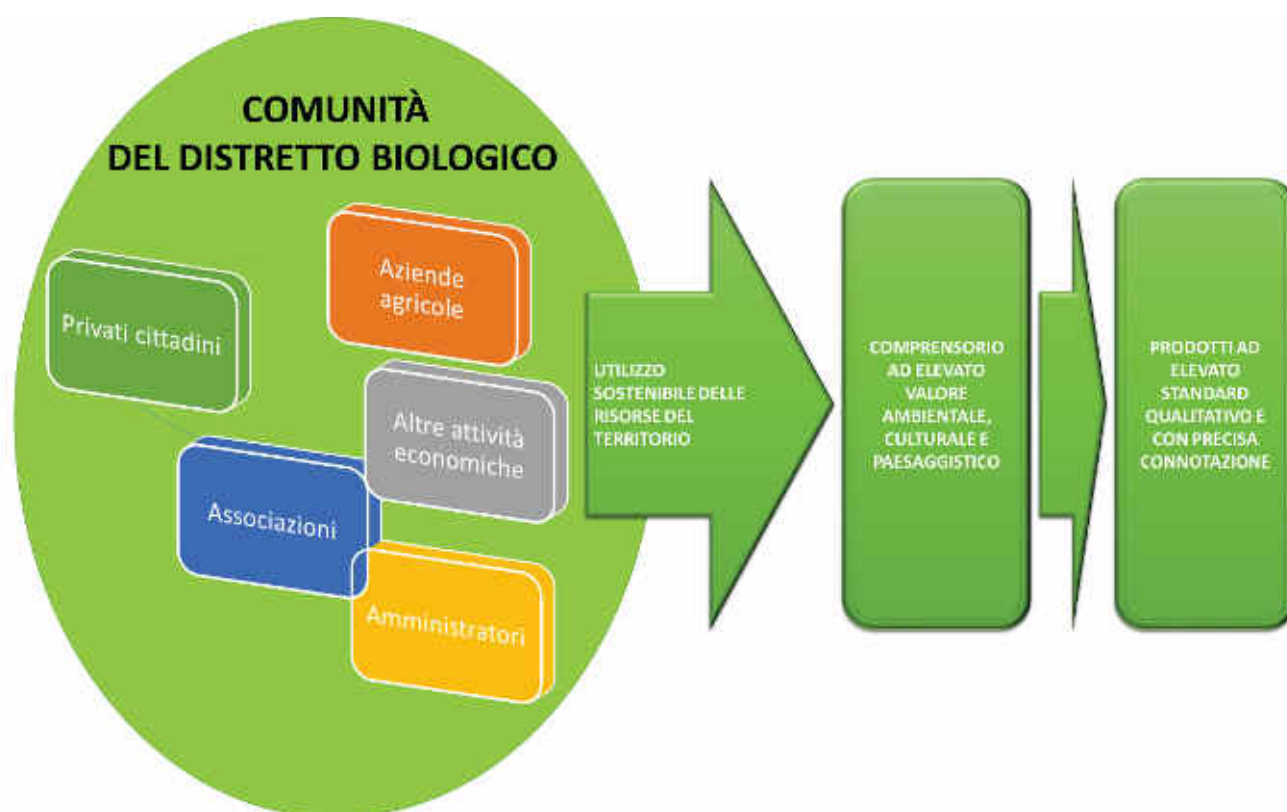 COMUNITÀ
DEL DISTRETTO BIOLOGICO
Aziende
agricole
Privati cittadini
Altre attività
economiche
Associazioni
Amministratori
UTILIZZO
SOSTENIBILE DELLE
RISORSE DEL
TERRITORIO
COMPRENSORIO
AD ELEVATO
VALORE
AMBIENTALE,
CULTURALE E
PAESAGGISTICO
PRODOTTI AD
ELEVATO
STANDARD
QUALITATIVO E
CON PRECISA
CONNOTAZIONE